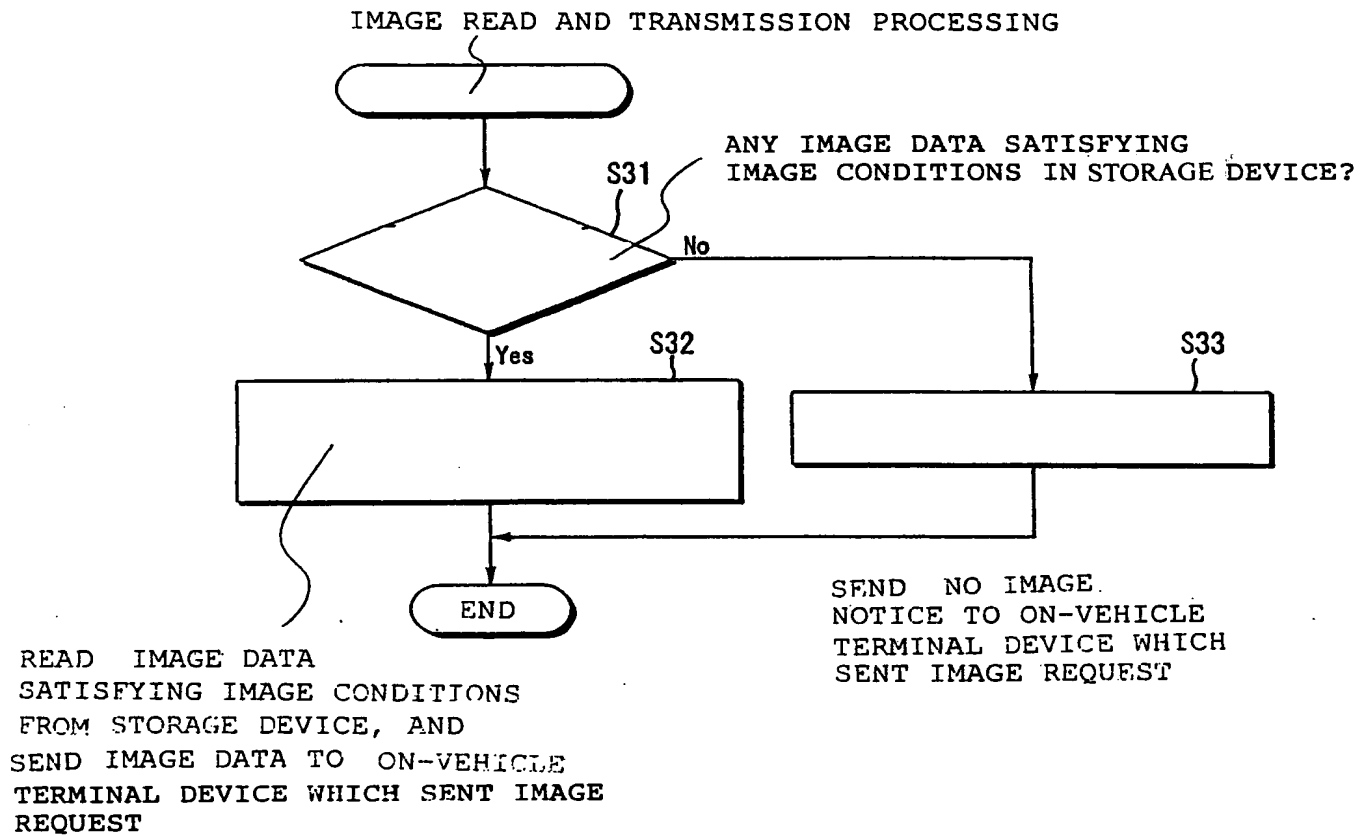 IMAGE READ AND TRANSMISSION PROCESSING
ANY IMAGE DATA SATISFYING
IMAGE CONDITIONS IN STORAGE DEVICE?
S31
No
Yes
S32
S33
END
SEND NO IMAGE
NOTICE TO ON-VEHICLE
TERMINAL DEVICE WHICH
SENT IMAGE REQUEST
READ IMAGE DATA
SATISFYING IMAGE CONDITIONS
FROM STORAGE DEVICE, AND
SEND IMAGE DATA TO ON-VEHICLE
TERMINAL DEVICE WHICH SENT IMAGE
REQUEST